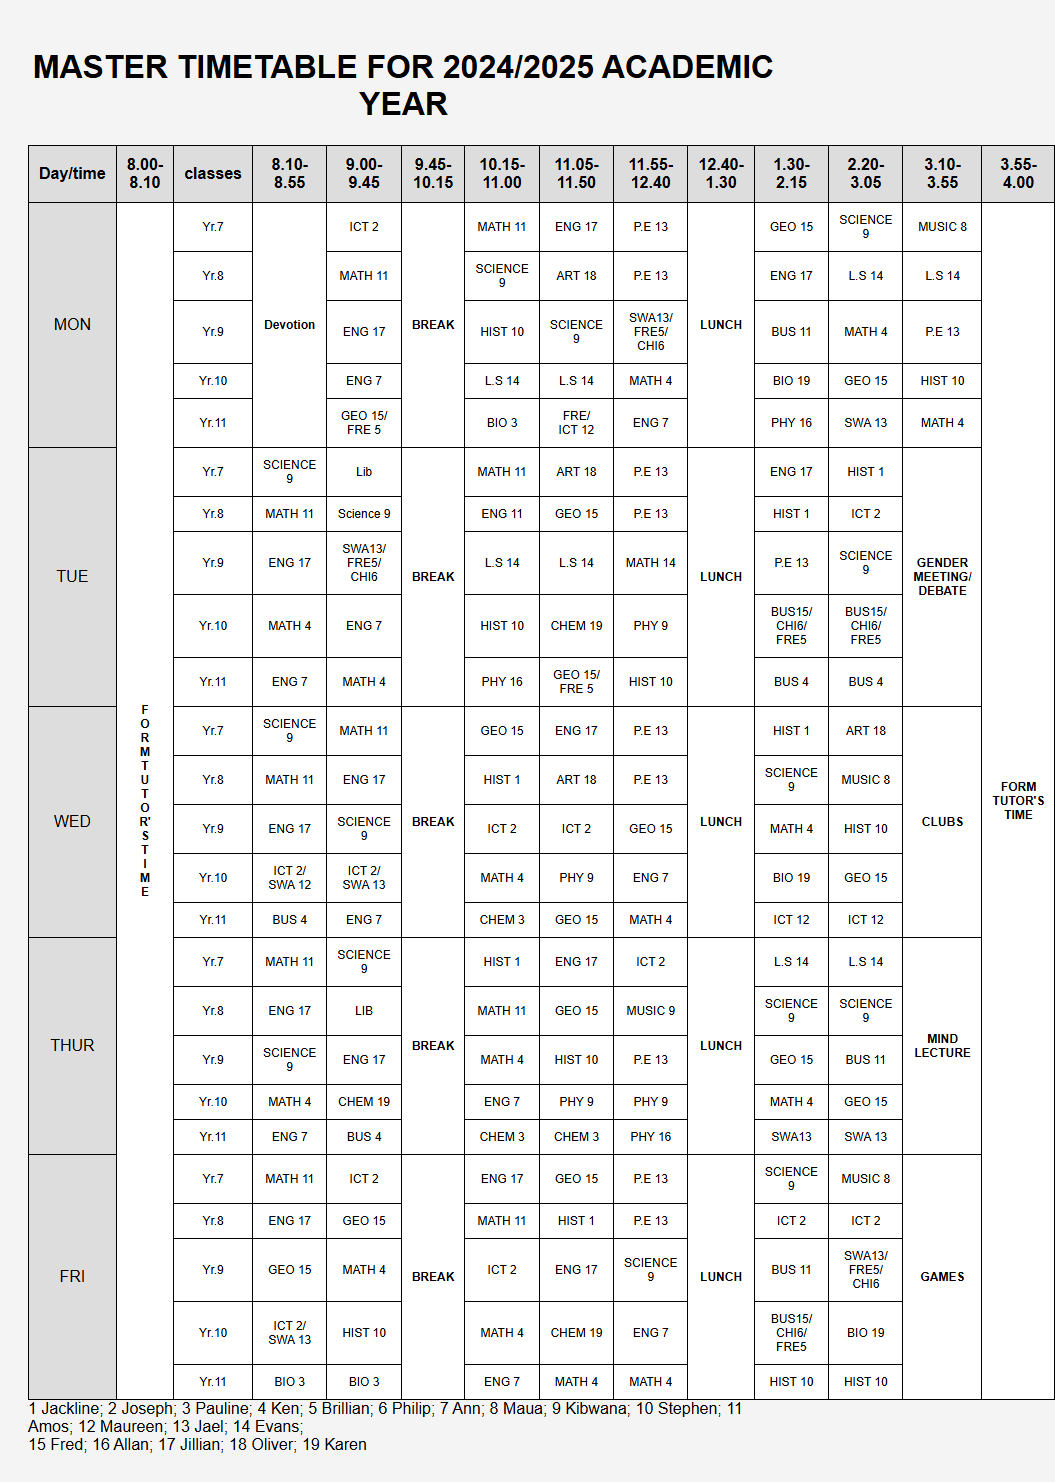 MASTER TIMETABLE FOR 2024/2025 ACADEMIC
YEAR
Day/time 8.00-8.10 classes 8.10-8.55 9.00-9.45 9.45-10.15 10.15-11.00 11.05-11.50 11.55-12.40 12.40-1.30 1.30-2.15 2.20-3.05 3.10-3.55 3.55-4.00
FORMTUTOR'STIME
FORM TUTOR'S TIME
MON Devotion BREAK LUNCH
Yr.7 ICT 2 MATH 11 ENG 17 P.E 13 GEO 15 SCIENCE 9 MUSIC 8
Yr.8 MATH 11 SCIENCE 9 ART 18 P.E 13 ENG 17 L.S 14 L.S 14
Yr.9 ENG 17 HIST 10 SCIENCE 9 SWA13/ FRE5/ CHI6 BUS 11 MATH 4 P.E 13
Yr.10 ENG 7 L.S 14 L.S 14 MATH 4 BIO 19 GEO 15 HIST 10
Yr.11 GEO 15/ FRE 5 BIO 3 FRE/ ICT 12 ENG 7 PHY 16 SWA 13 MATH 4
TUE BREAK LUNCH GENDER MEETING/ DEBATE
Yr.7 SCIENCE 9 Lib MATH 11 ART 18 P.E 13 ENG 17 HIST 1
Yr.8 MATH 11 Science 9 ENG 11 GEO 15 P.E 13 HIST 1 ICT 2
Yr.9 ENG 17 SWA13/ FRE5/ CHI6 L.S 14 L.S 14 MATH 14 P.E 13 SCIENCE 9
Yr.10 MATH 4 ENG 7 HIST 10 CHEM 19 PHY 9 BUS15/ CHI6/ FRE5 BUS15/ CHI6/ FRE5
Yr.11 ENG 7 MATH 4 PHY 16 GEO 15/ FRE 5 HIST 10 BUS 4 BUS 4
WED BREAK LUNCH CLUBS
Yr.7 SCIENCE 9 MATH 11 GEO 15 ENG 17 P.E 13 HIST 1 ART 18
Yr.8 MATH 11 ENG 17 HIST 1 ART 18 P.E 13 SCIENCE 9 MUSIC 8
Yr.9 ENG 17 SCIENCE 9 ICT 2 ICT 2 GEO 15 MATH 4 HIST 10
Yr.10 ICT 2/ SWA 12 ICT 2/ SWA 13 MATH 4 PHY 9 ENG 7 BIO 19 GEO 15
Yr.11 BUS 4 ENG 7 CHEM 3 GEO 15 MATH 4 ICT 12 ICT 12
THUR BREAK LUNCH MIND LECTURE
Yr.7 MATH 11 SCIENCE 9 HIST 1 ENG 17 ICT 2 L.S 14 L.S 14
Yr.8 ENG 17 LIB MATH 11 GEO 15 MUSIC 9 SCIENCE 9 SCIENCE 9
Yr.9 SCIENCE 9 ENG 17 MATH 4 HIST 10 P.E 13 GEO 15 BUS 11
Yr.10 MATH 4 CHEM 19 ENG 7 PHY 9 PHY 9 MATH 4 GEO 15
Yr.11 ENG 7 BUS 4 CHEM 3 CHEM 3 PHY 16 SWA13 SWA 13
FRI BREAK LUNCH GAMES
Yr.7 MATH 11 ICT 2 ENG 17 GEO 15 P.E 13 SCIENCE 9 MUSIC 8
Yr.8 ENG 17 GEO 15 MATH 11 HIST 1 P.E 13 ICT 2 ICT 2
Yr.9 GEO 15 MATH 4 ICT 2 ENG 17 SCIENCE 9 BUS 11 SWA13/ FRE5/ CHI6
Yr.10 ICT 2/ SWA 13 HIST 10 MATH 4 CHEM 19 ENG 7 BUS15/ CHI6/ FRE5 BIO 19
Yr.11 BIO 3 BIO 3 ENG 7 MATH 4 MATH 4 HIST 10 HIST 10
1 Jackline; 2 Joseph; 3 Pauline; 4 Ken; 5 Brillian; 6 Philip; 7 Ann; 8 Maua; 9 Kibwana; 10 Stephen; 11
Amos; 12 Maureen; 13 Jael; 14 Evans;
15 Fred; 16 Allan; 17 Jillian; 18 Oliver; 19 Karen